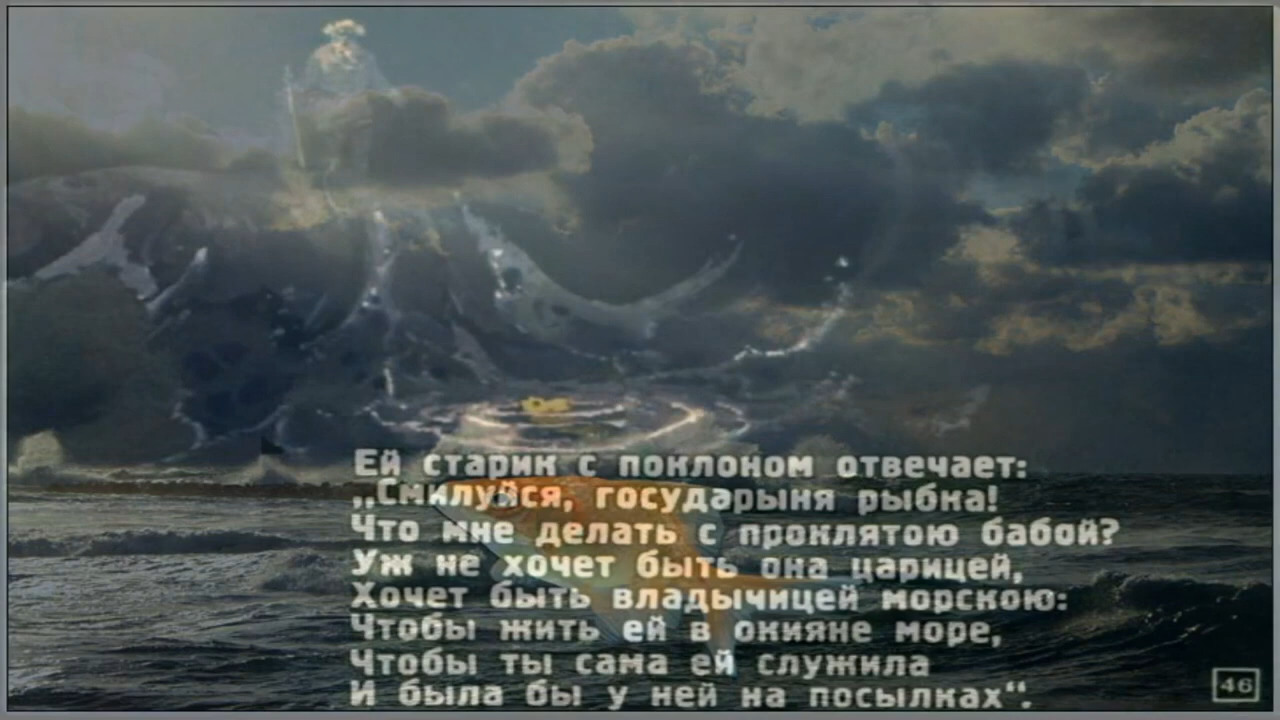 Ей старик с поклоном отвечает:
„Смилуйся, государыня рыбка!
Что мне делать с проклятою бабой?
Уж не хочет быть она царицей,
Хочет быть владычицей морскою:
Чтобы жить ей в окияне море,
Чтобы ты сама ей служила
И была бы у ней на посылках“.
46